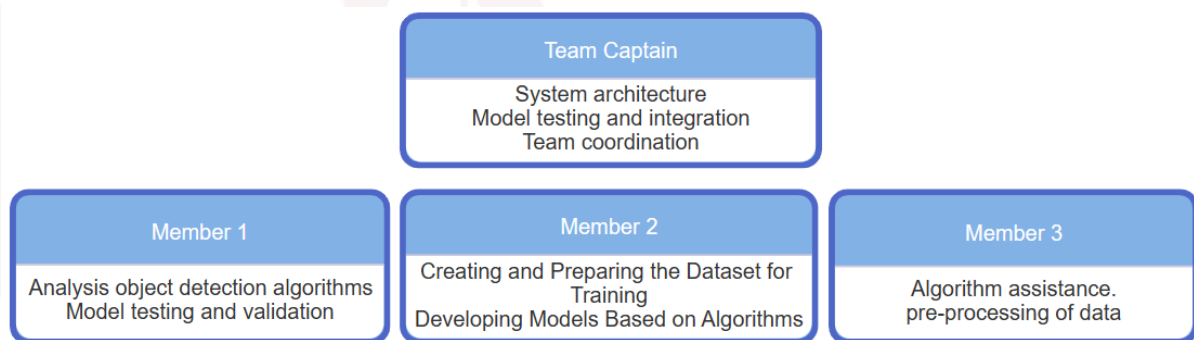 Team Captain
System architecture
Model testing and integration
Team coordination
Member 1
Analysis object detection algorithms
Model testing and validation
Member 2
Creating and Preparing the Dataset for
Training
Developing Models Based on Algorithms
Member 3
Algorithm assistance.
pre-processing of data